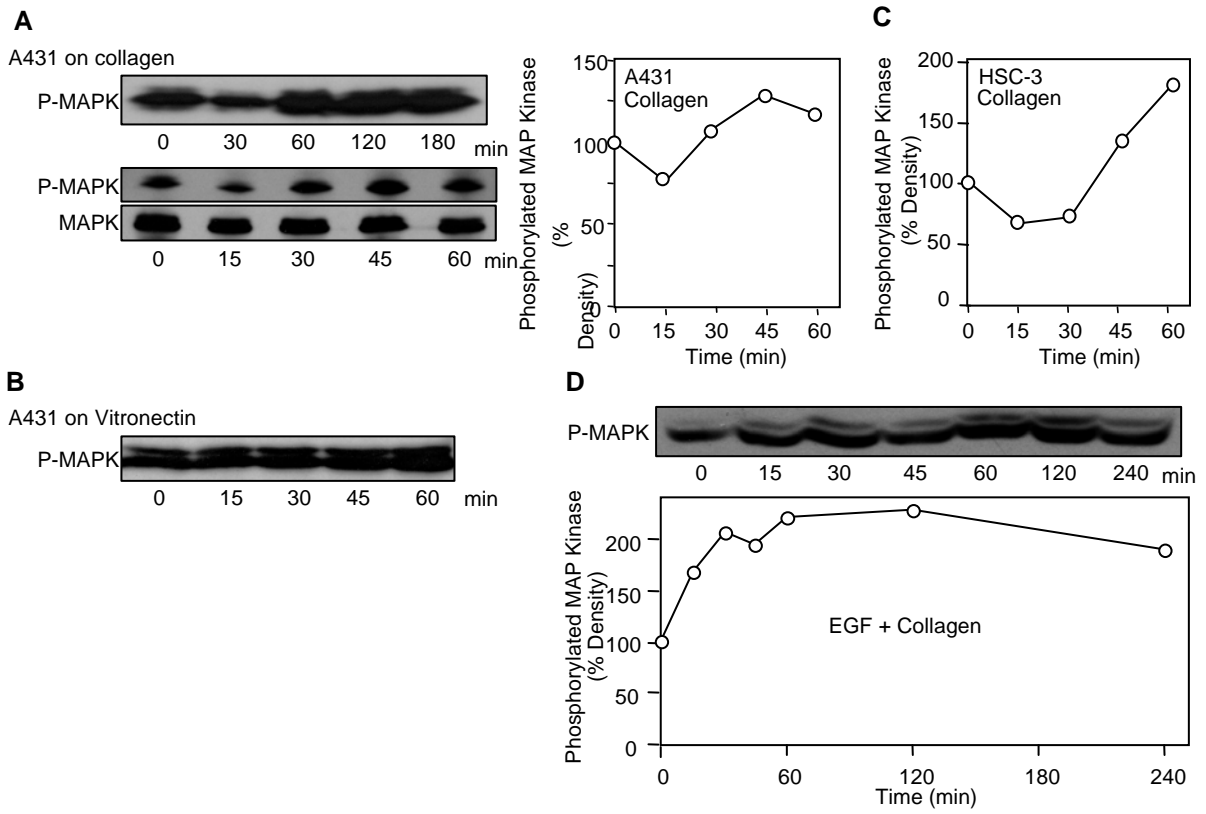 A
A431 on collagen
P-MAPK
0 30 60 120 180 min
P-MAPK
MAPK
0 15 30 45 60 min
Phosphorylated MAP Kinase
(% Density)
150
100
50
0
A431
Collagen
0 15 30 45 60
Time (min)
C
Phosphorylated MAP Kinase
(% Density)
200
150
100
50
0
HSC-3
Collagen
0 15 30 45 60
Time (min)
B
A431 on Vitronectin
P-MAPK
0 15 30 45 60 min
D
P-MAPK
0 15 30 45 60 120 240 min
Phosphorylated MAP Kinase
(% Density)
200
150
100
50
0
EGF + Collagen
0 60 120 180 240
Time (min)